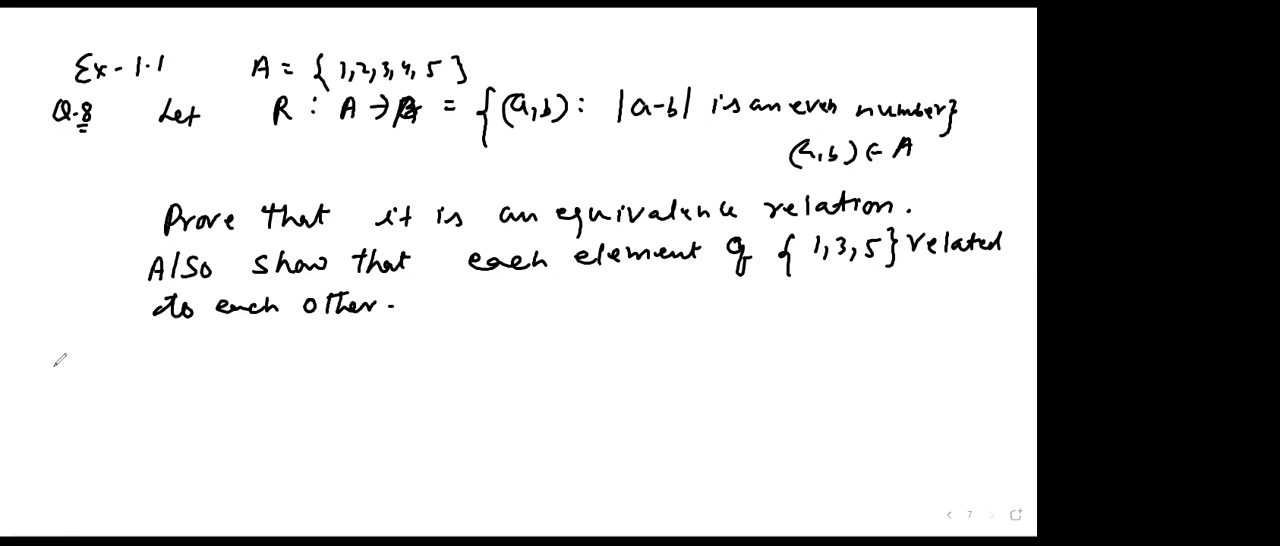 Ex-1.1 A = { 1,2,3,4,5 }
Q.8 Let R : A → A = { (a,b) : |a-b| is an even number}
(a,b) ∈ A
Prove that it is an equivalence relation.
Also show that each element of { 1,3,5} related
to each other.
7